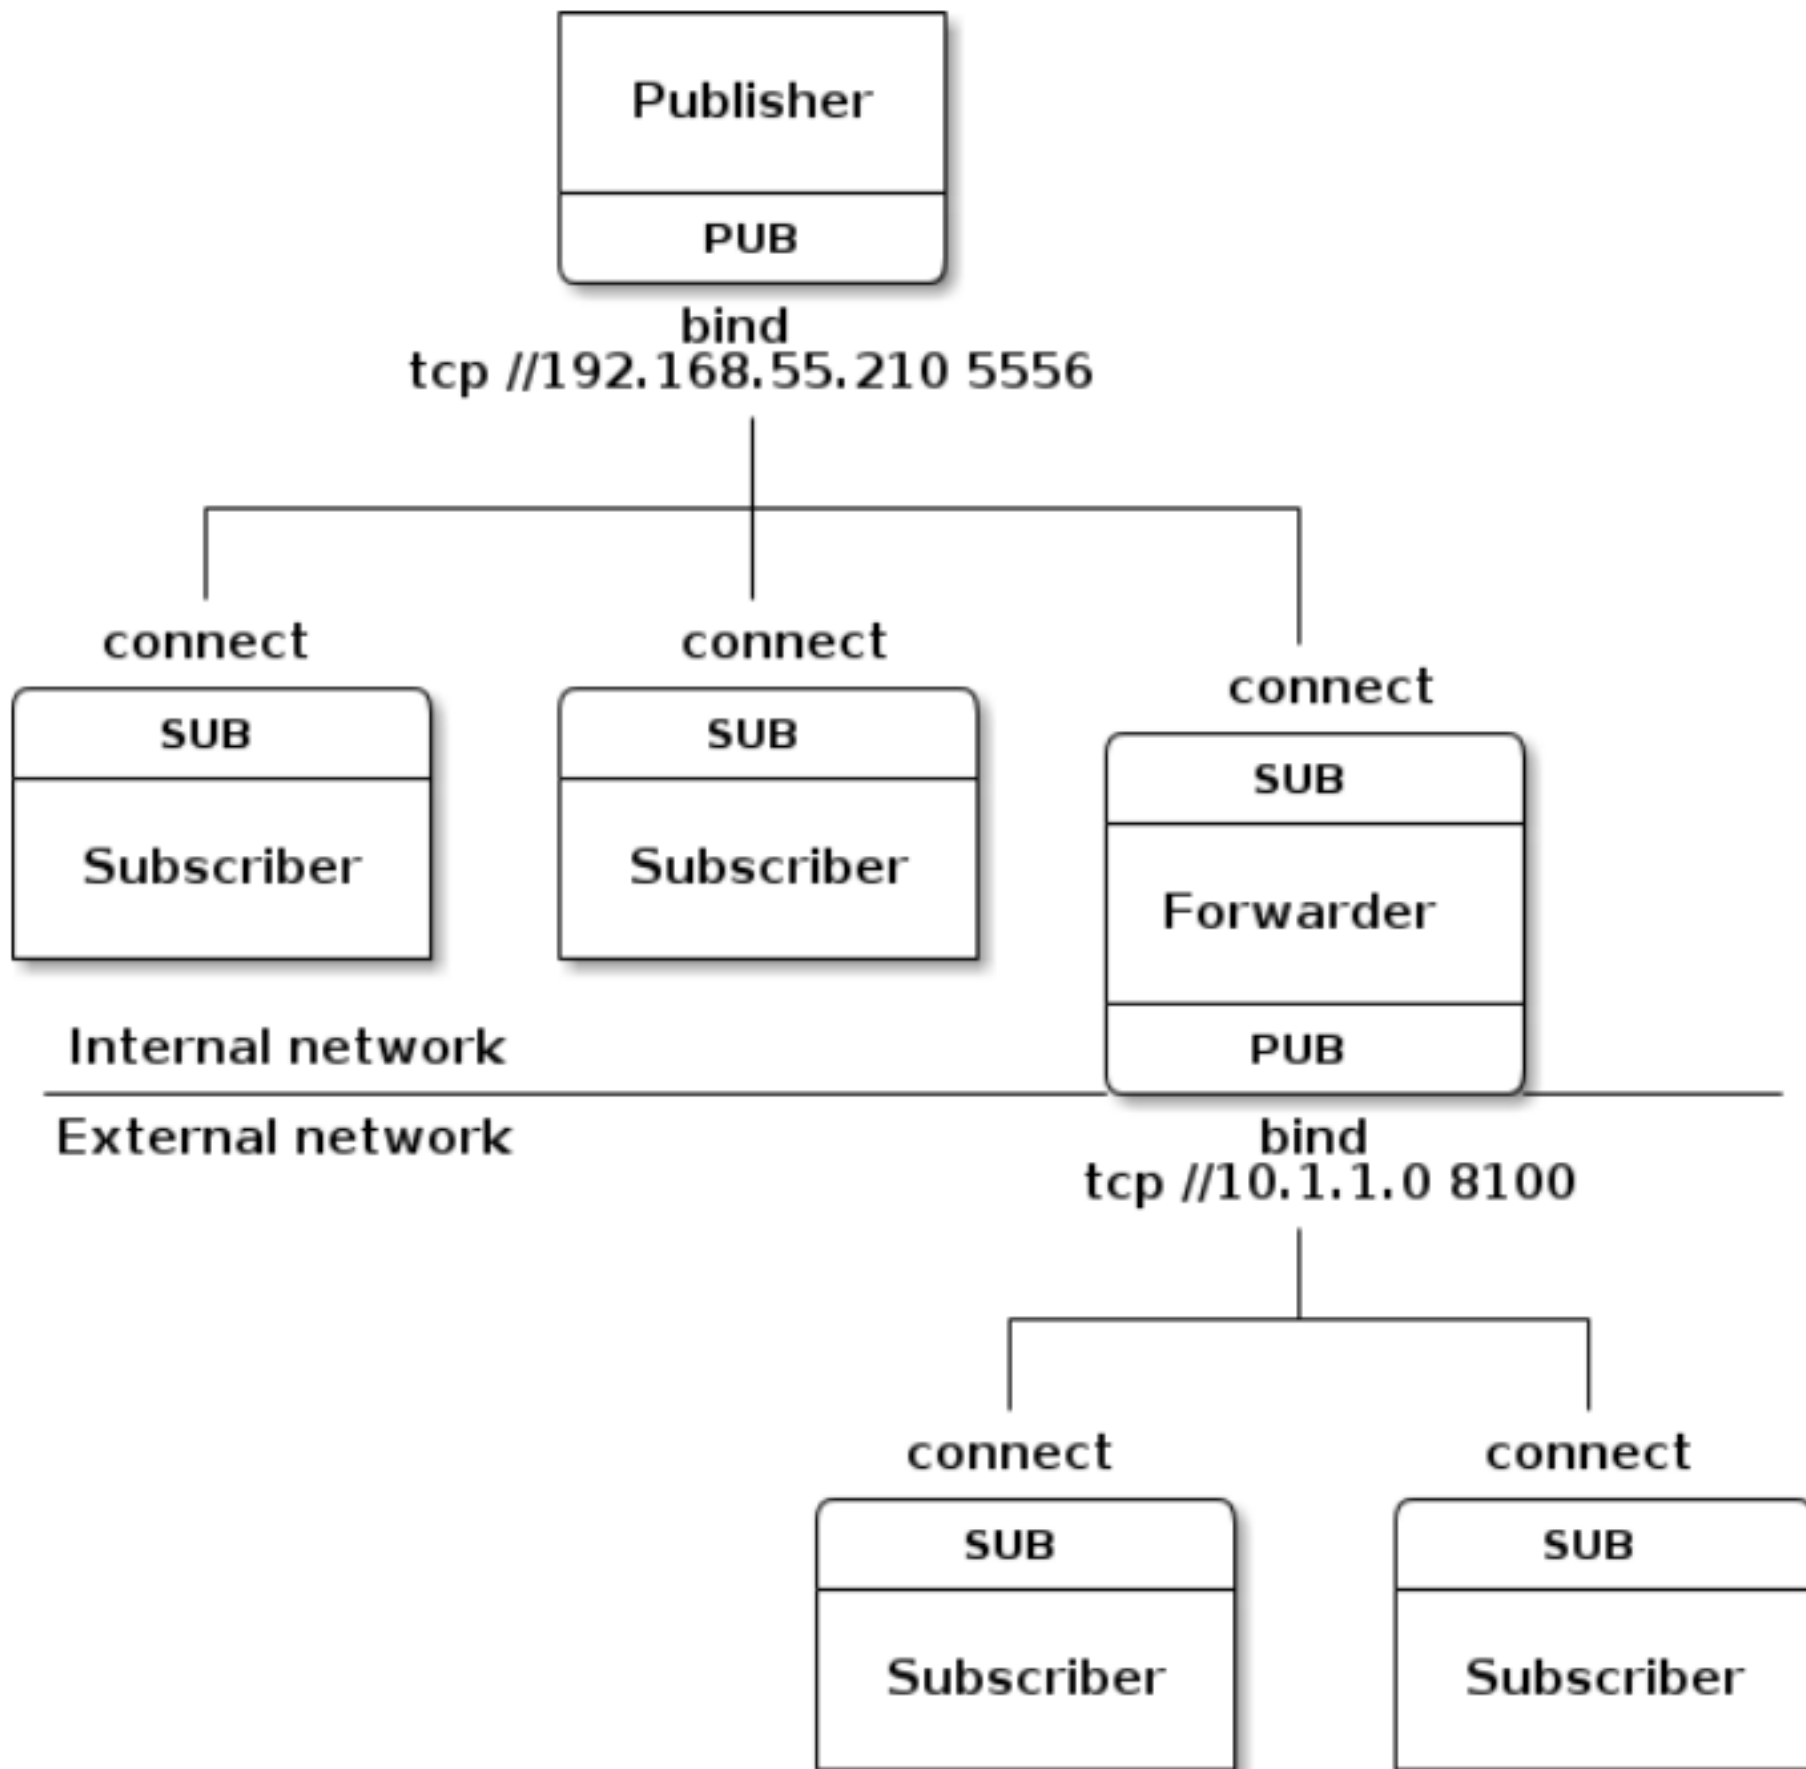 Publisher
PUB
bind
tcp //192.168.55.210 5556
connect
connect
connect
SUB
SUB
SUB
Subscriber
Subscriber
Forwarder
PUB
Internal network
External network
bind
tcp //10.1.1.0 8100
connect
connect
SUB
SUB
Subscriber
Subscriber